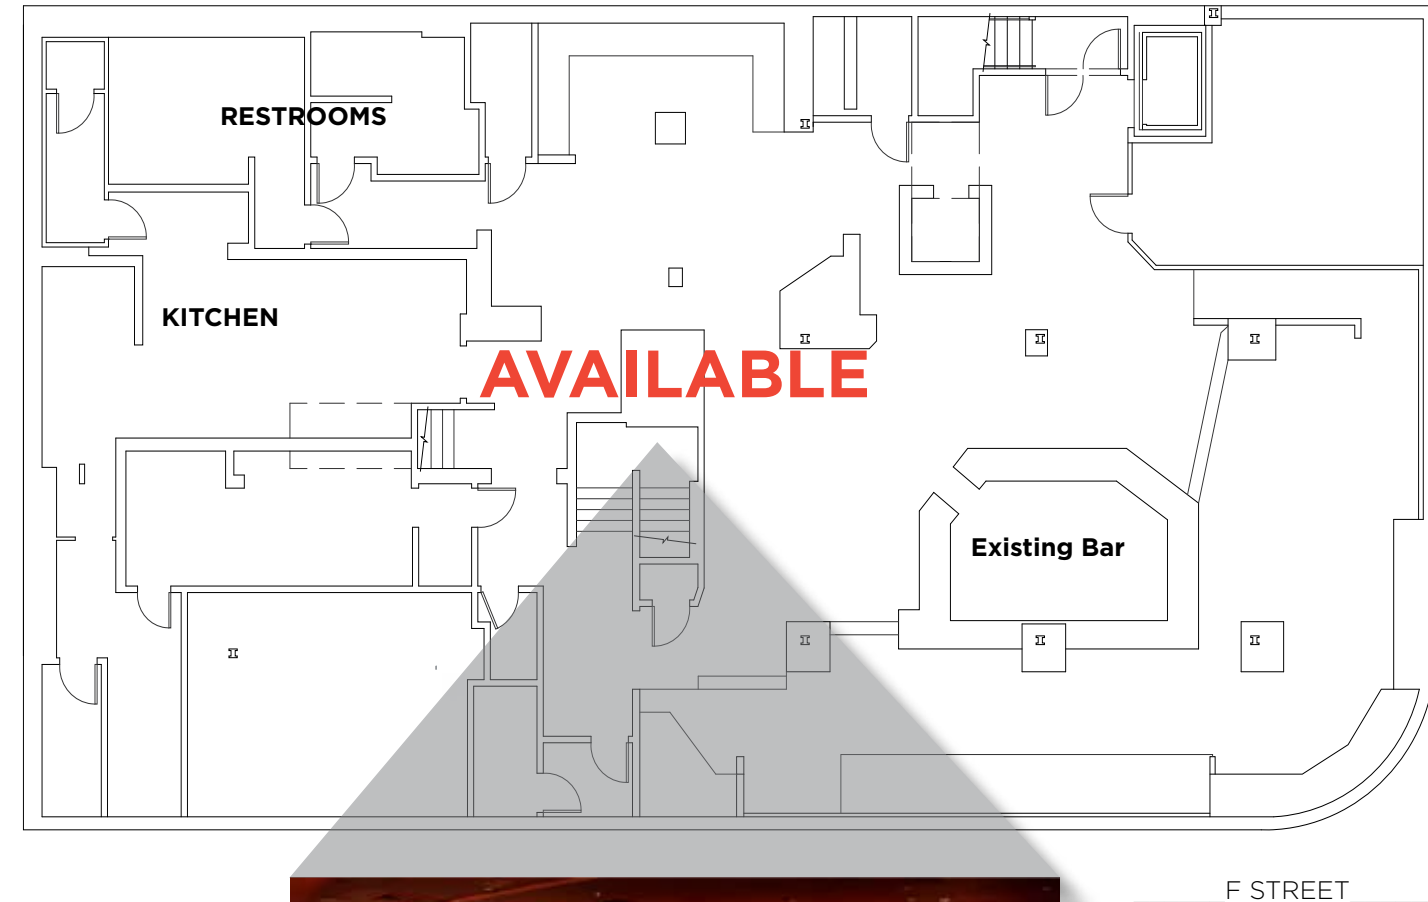 RESTROOMS
KITCHEN
AVAILABLE
Existing Bar
F STREET